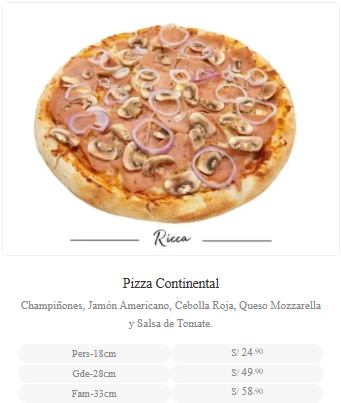 Ricca
Pizza Continental
Champiñones, Jamón Americano, Cebolla Roja, Queso Mozzarella
y Salsa de Tomate.
Pers-18cm S/ 24.90
Gde-28cm S/ 49.90
Fam-33cm S/ 58.90